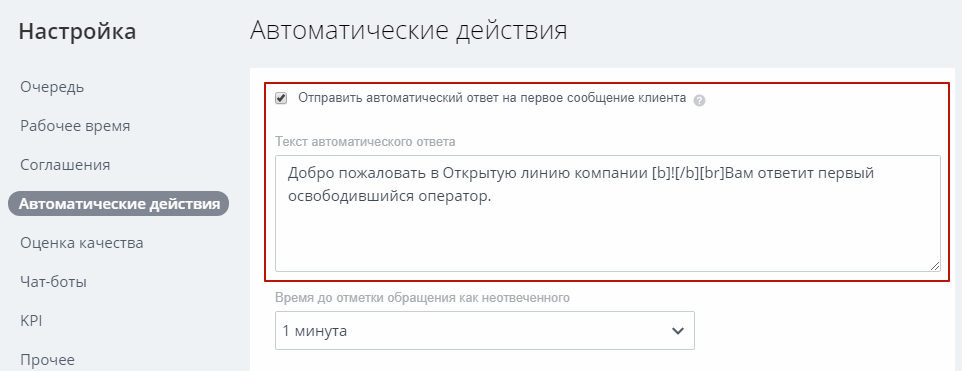 Настройка
Очередь
Рабочее время
Соглашения
Автоматические действия
Оценка качества
Чат-боты
KPI
Прочее
Автоматические действия
Отправить автоматический ответ на первое сообщение клиента ?
Текст автоматического ответа
Добро пожаловать в Открытую линию компании [b]![/b][br]Вам ответит первый
освободившийся оператор.
Время до отметки обращения как неотвеченного
1 минута